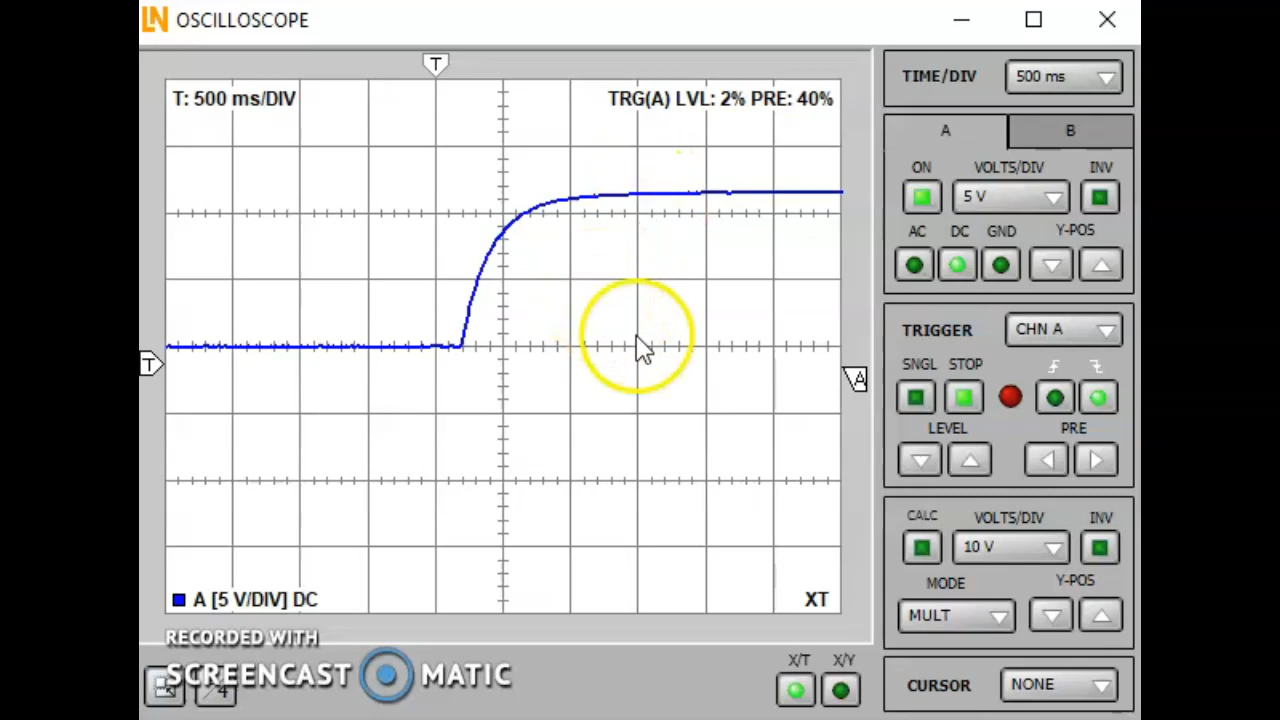 LN OSCILLOSCOPE
T
T: 500 ms/DIV
TRG(A) LVL: 2% PRE: 40%
T
A
A [5 V/DIV] DC
XT
RECORDED WITH
SCREENCAST MATIC
X/T X/Y
TIME/DIV 500 ms
A B
ON VOLTS/DIV INV
5 V
AC DC GND Y-POS
TRIGGER CHN A
SNGL STOP
LEVEL PRE
CALC VOLTS/DIV INV
10 V
MODE Y-POS
MULT
CURSOR NONE